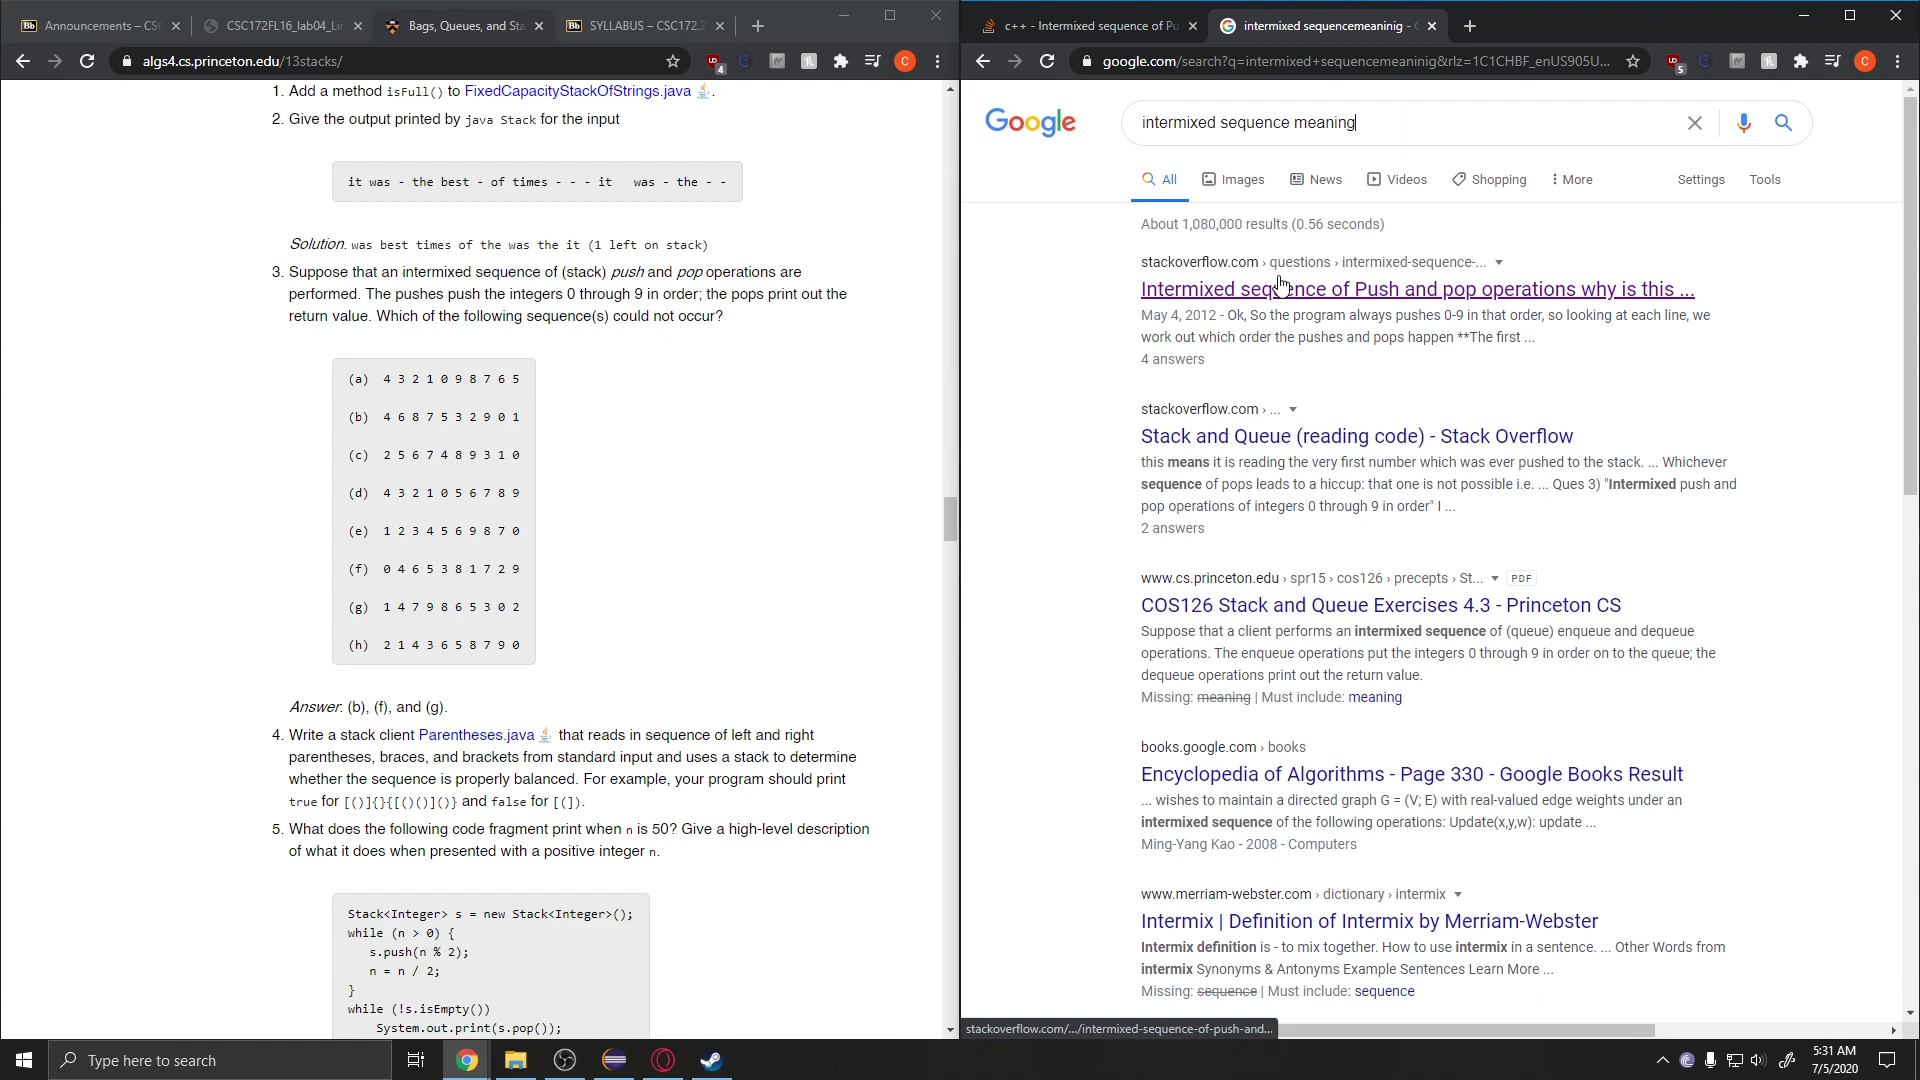 Announcements – CSC
CSC172FL16_lab04_Lin
Bags, Queues, and Sta
SYLLABUS – CSC172.2
algs4.cs.princeton.edu/13stacks/
1. Add a method isFull() to FixedCapacityStackOfStrings.java .
2. Give the output printed by java Stack for the input
it was - the best - of times - - - it was - the - -
Solution. was best times of the was the it (1 left on stack)
3. Suppose that an intermixed sequence of (stack) push and pop operations are
performed. The pushes push the integers 0 through 9 in order; the pops print out the
return value. Which of the following sequence(s) could not occur?
(a) 4 3 2 1 0 9 8 7 6 5
(b) 4 6 8 7 5 3 2 9 0 1
(c) 2 5 6 7 4 8 9 3 1 0
(d) 4 3 2 1 0 5 6 7 8 9
(e) 1 2 3 4 5 6 9 8 7 0
(f) 0 4 6 5 3 8 1 7 2 9
(g) 1 4 7 9 8 6 5 3 0 2
(h) 2 1 4 3 6 5 8 7 9 0
Answer. (b), (f), and (g).
4. Write a stack client Parentheses.java that reads in sequence of left and right
parentheses, braces, and brackets from standard input and uses a stack to determine
whether the sequence is properly balanced. For example, your program should print
true for [()]{}{[()()]()} and false for [(]).
5. What does the following code fragment print when n is 50? Give a high-level description
of what it does when presented with a positive integer n.
Stack<Integer> s = new Stack<Integer>();
while (n > 0) {
s.push(n % 2);
n = n / 2;
}
while (!s.isEmpty())
System.out.print(s.pop());
c++ - Intermixed sequence of Pu
intermixed sequencemeaninig -
google.com/search?q=intermixed+sequencemeaninig&rlz=1C1CHBF_enUS905U...
Google
intermixed sequence meaning
All Images News Videos Shopping More Settings Tools
About 1,080,000 results (0.56 seconds)
stackoverflow.com › questions › intermixed-sequence-...
Intermixed sequence of Push and pop operations why is this ...
May 4, 2012 - Ok, So the program always pushes 0-9 in that order, so looking at each line, we
work out which order the pushes and pops happen **The first ...
4 answers
stackoverflow.com › ...
Stack and Queue (reading code) - Stack Overflow
this means it is reading the very first number which was ever pushed to the stack. ... Whichever
sequence of pops leads to a hiccup: that one is not possible i.e. ... Ques 3) "Intermixed push and
pop operations of integers 0 through 9 in order" I ...
2 answers
www.cs.princeton.edu › spr15 › cos126 › precepts › St... PDF
COS126 Stack and Queue Exercises 4.3 - Princeton CS
Suppose that a client performs an intermixed sequence of (queue) enqueue and dequeue
operations. The enqueue operations put the integers 0 through 9 in order on to the queue; the
dequeue operations print out the return value.
Missing: meaning | Must include: meaning
books.google.com › books
Encyclopedia of Algorithms - Page 330 - Google Books Result
... wishes to maintain a directed graph G = (V; E) with real-valued edge weights under an
intermixed sequence of the following operations: Update(x,y,w): update ...
Ming-Yang Kao - 2008 - Computers
www.merriam-webster.com › dictionary › intermix
Intermix | Definition of Intermix by Merriam-Webster
Intermix definition is - to mix together. How to use intermix in a sentence. ... Other Words from
intermix Synonyms & Antonyms Example Sentences Learn More ...
Missing: sequence | Must include: sequence
stackoverflow.com/.../intermixed-sequence-of-push-and...
Type here to search
5:31 AM
7/5/2020